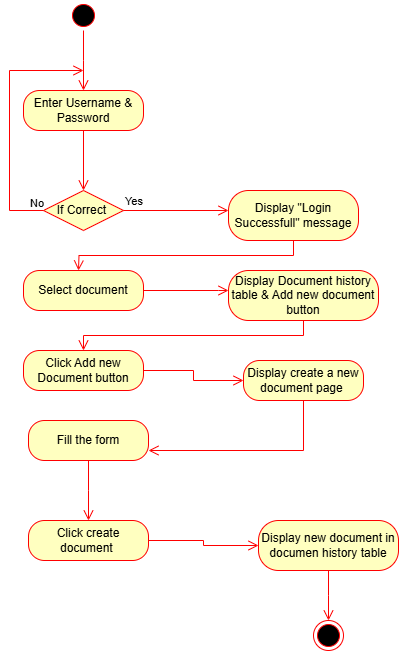 Enter Username &
Password
No
If Correct
Yes
Display "Login
Successfull" message
Select document
Display Document history
table & Add new document
button
Click Add new
Document button
Display create a new
document page
Fill the form
Click create
document
Display new document in
documen history table